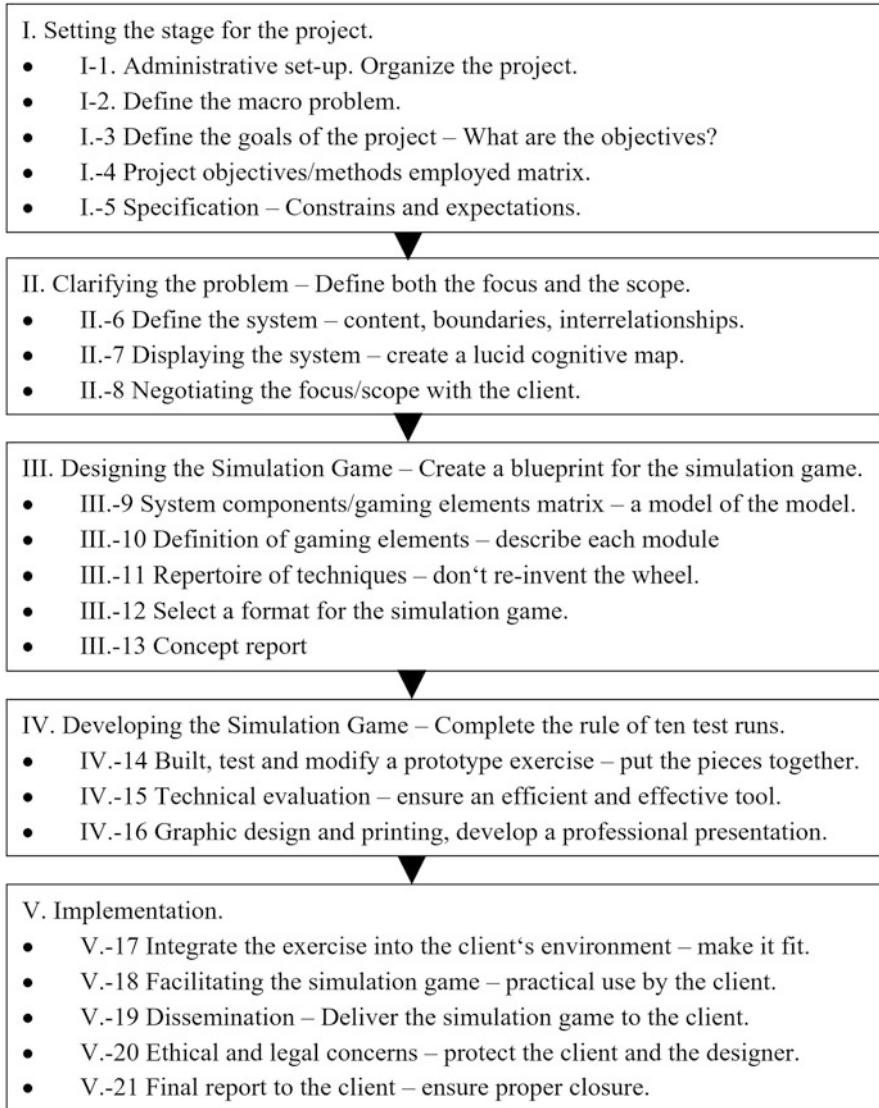 I. Setting the stage for the project.
• I-1. Administrative set-up. Organize the project.
• I-2. Define the macro problem.
• I.-3 Define the goals of the project – What are the objectives?
• I.-4 Project objectives/methods employed matrix.
• I.-5 Specification – Constrains and expectations.
II. Clarifying the problem – Define both the focus and the scope.
• II.-6 Define the system – content, boundaries, interrelationships.
• II.-7 Displaying the system – create a lucid cognitive map.
• II.-8 Negotiating the focus/scope with the client.
III. Designing the Simulation Game – Create a blueprint for the simulation game.
• III.-9 System components/gaming elements matrix – a model of the model.
• III.-10 Definition of gaming elements – describe each module
• III.-11 Repertoire of techniques – don‘t re-invent the wheel.
• III.-12 Select a format for the simulation game.
• III.-13 Concept report
IV. Developing the Simulation Game – Complete the rule of ten test runs.
• IV.-14 Built, test and modify a prototype exercise – put the pieces together.
• IV.-15 Technical evaluation – ensure an efficient and effective tool.
• IV.-16 Graphic design and printing, develop a professional presentation.
V. Implementation.
• V.-17 Integrate the exercise into the client‘s environment – make it fit.
• V.-18 Facilitating the simulation game – practical use by the client.
• V.-19 Dissemination – Deliver the simulation game to the client.
• V.-20 Ethical and legal concerns – protect the client and the designer.
• V.-21 Final report to the client – ensure proper closure.